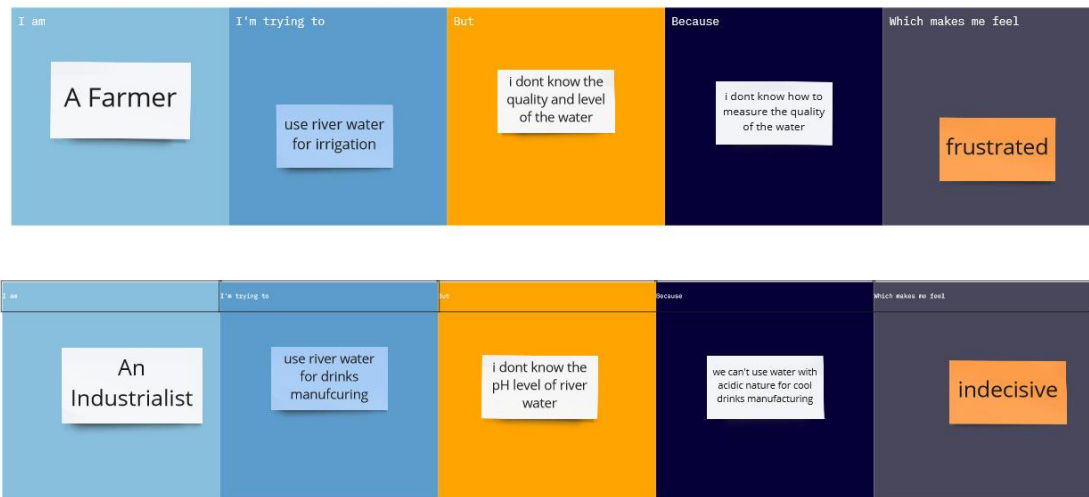 I am
I'm trying to
But
Because
Which makes me feel
A Farmer
use river water
for irrigation
i dont know the
quality and level
of the water
i dont know how to
measure the quality
of the water
frustrated
I am
I'm trying to
But
Because
Which makes me feel
An
Industrialist
use river water
for drinks
manufcuring
i dont know the
pH level of river
water
we can't use water with
acidic nature for cool
drinks manufacturing
indecisive